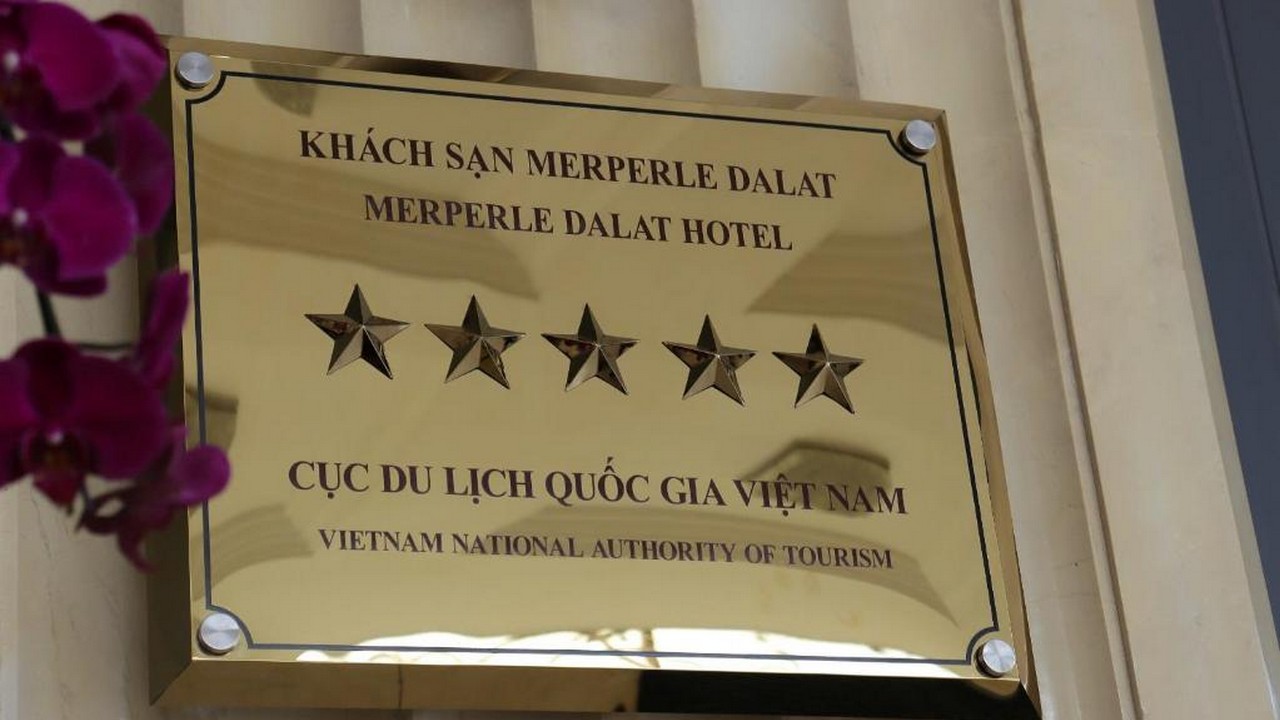 KHÁCH SẠN MERPERLE DALAT
MERPERLE DALAT HOTEL
CỤC DU LỊCH QUỐC GIA VIỆT NAM
VIETNAM NATIONAL AUTHORITY OF TOURISM